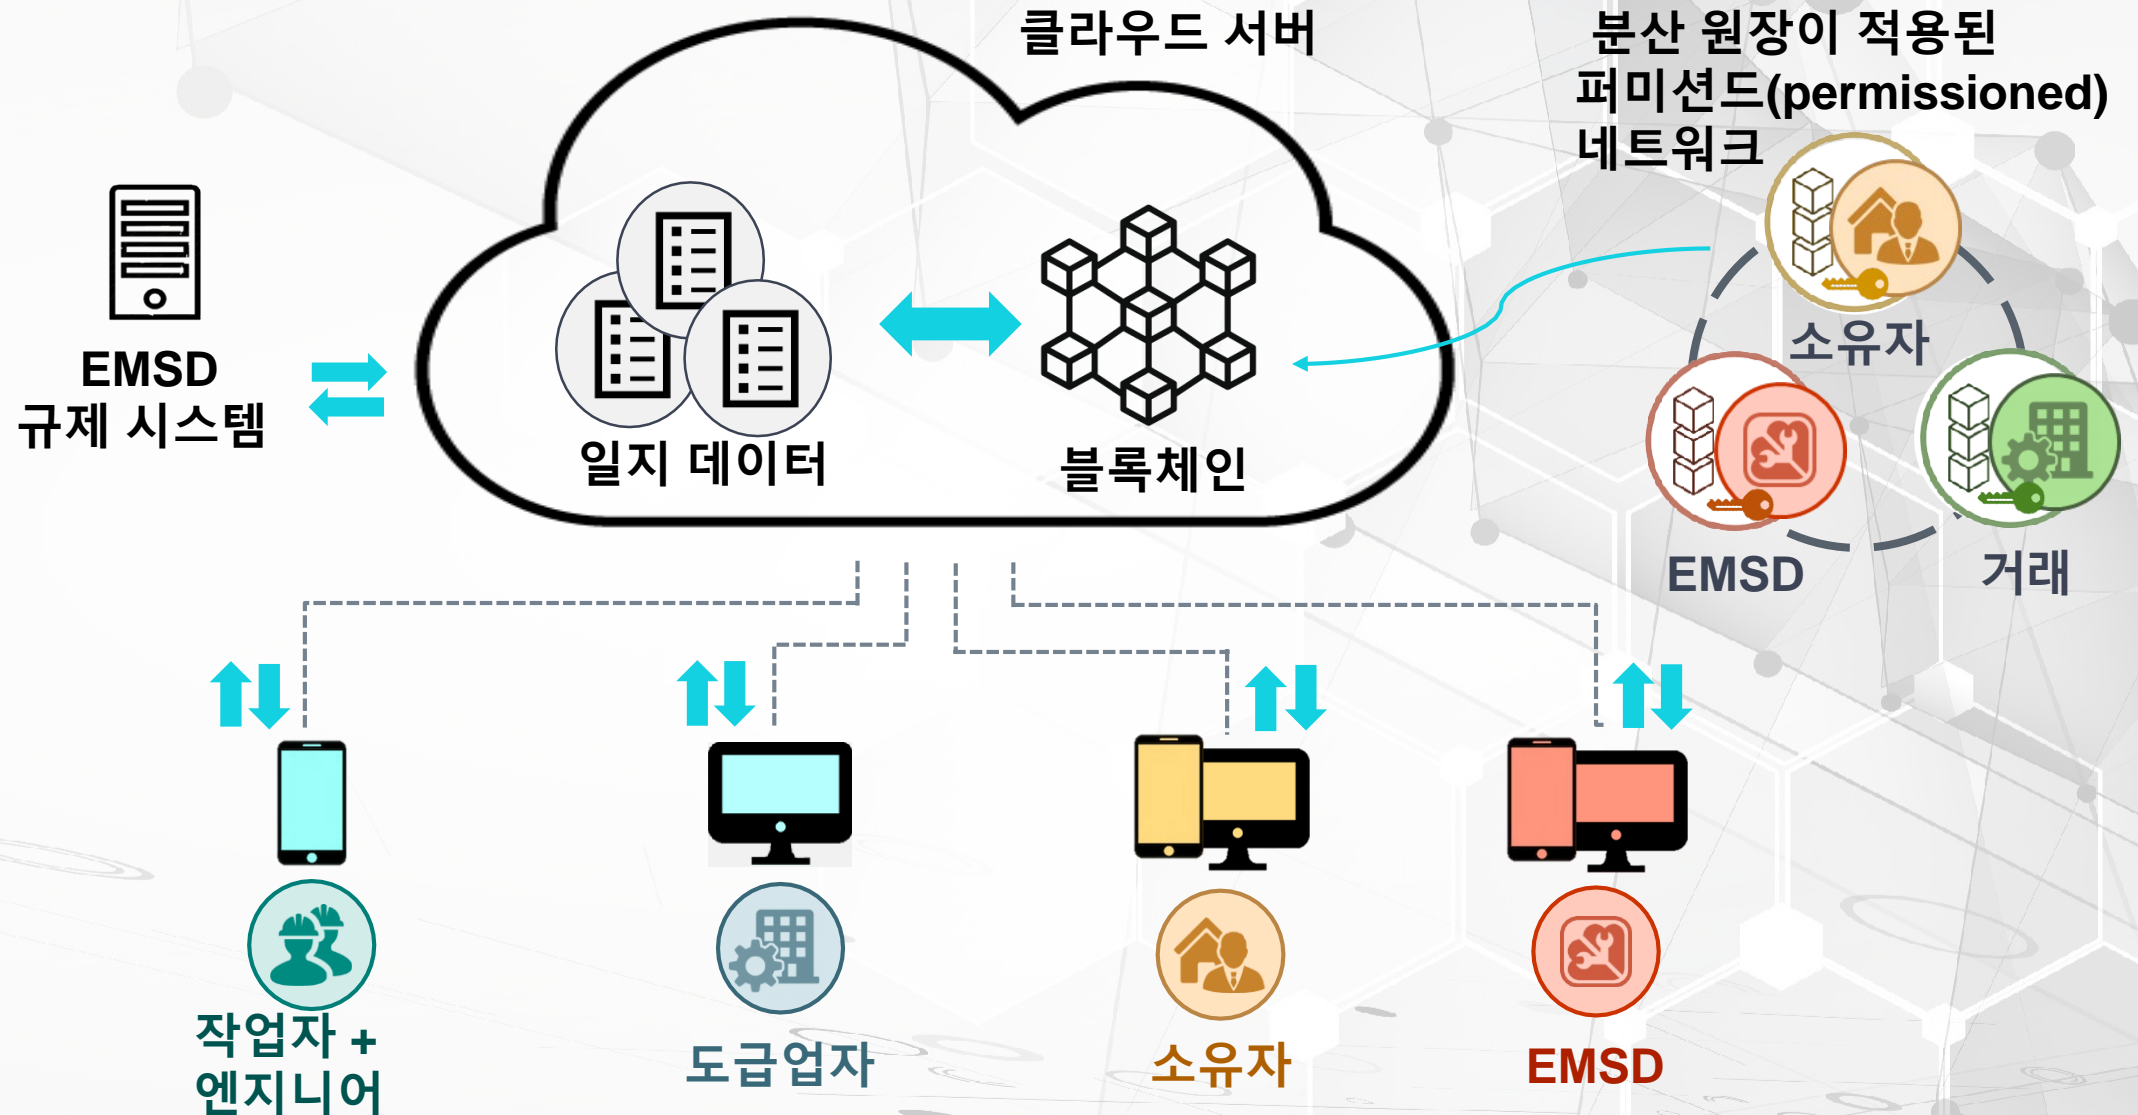 클라우드 서버
분산 원장이 적용된
퍼미션드(permissioned)
네트워크
EMSD
규제 시스템
일지 데이터
블록체인
소유자
EMSD
거래
작업자 +
엔지니어
도급업자
소유자
EMSD